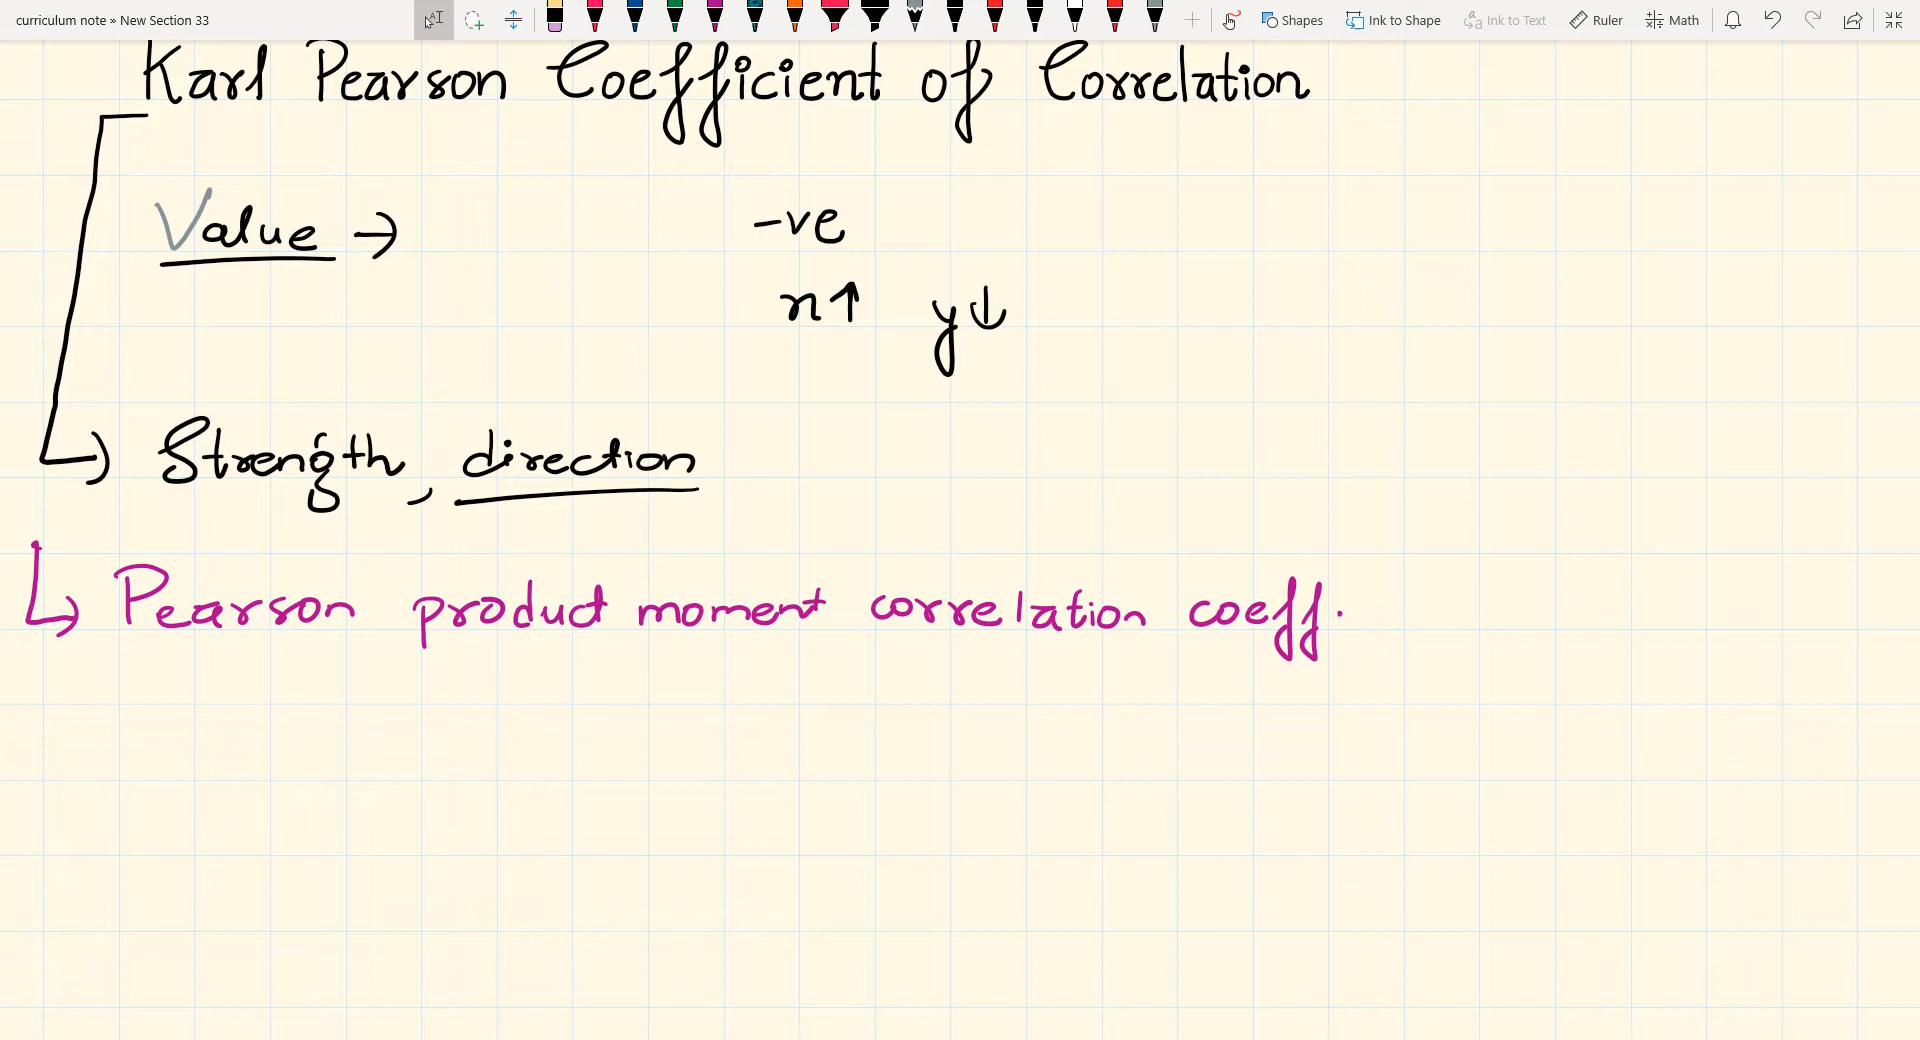 curriculum note » New Section 33
Shapes Ink to Shape Ink to Text Ruler Math
Karl Pearson Coefficient of Correlation
Value → -ve
x↑ y↓
Strength, direction
Pearson product moment correlation coeff.